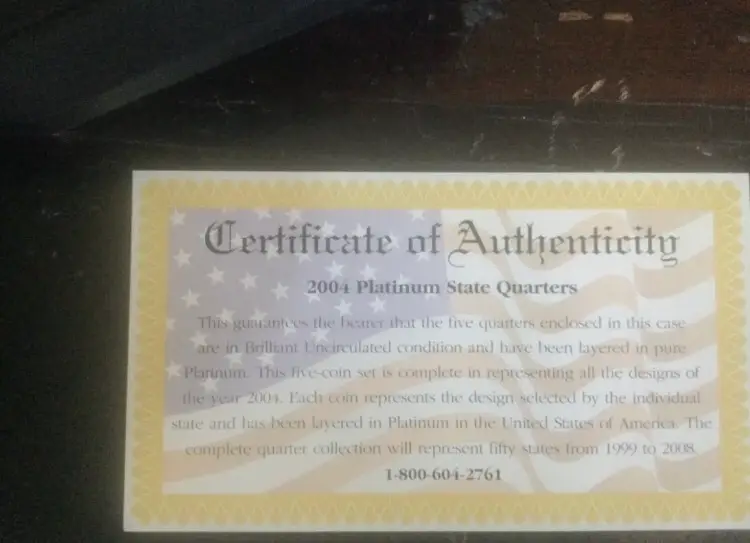 Certificate of Authenticity
2004 Platinum State Quarters
This guarantees the bearer that the five quarters enclosed in this case
are in Brilliant Uncirculated condition and have been layered in pure
Platinum. This five-coin set is complete in representing all the designs of
the year 2004. Each coin represents the design selected by the individual
state and has been layered in Platinum in the United States of America. The
complete quarter collection will represent fifty states from 1999 to 2008.
1-800-604-2761